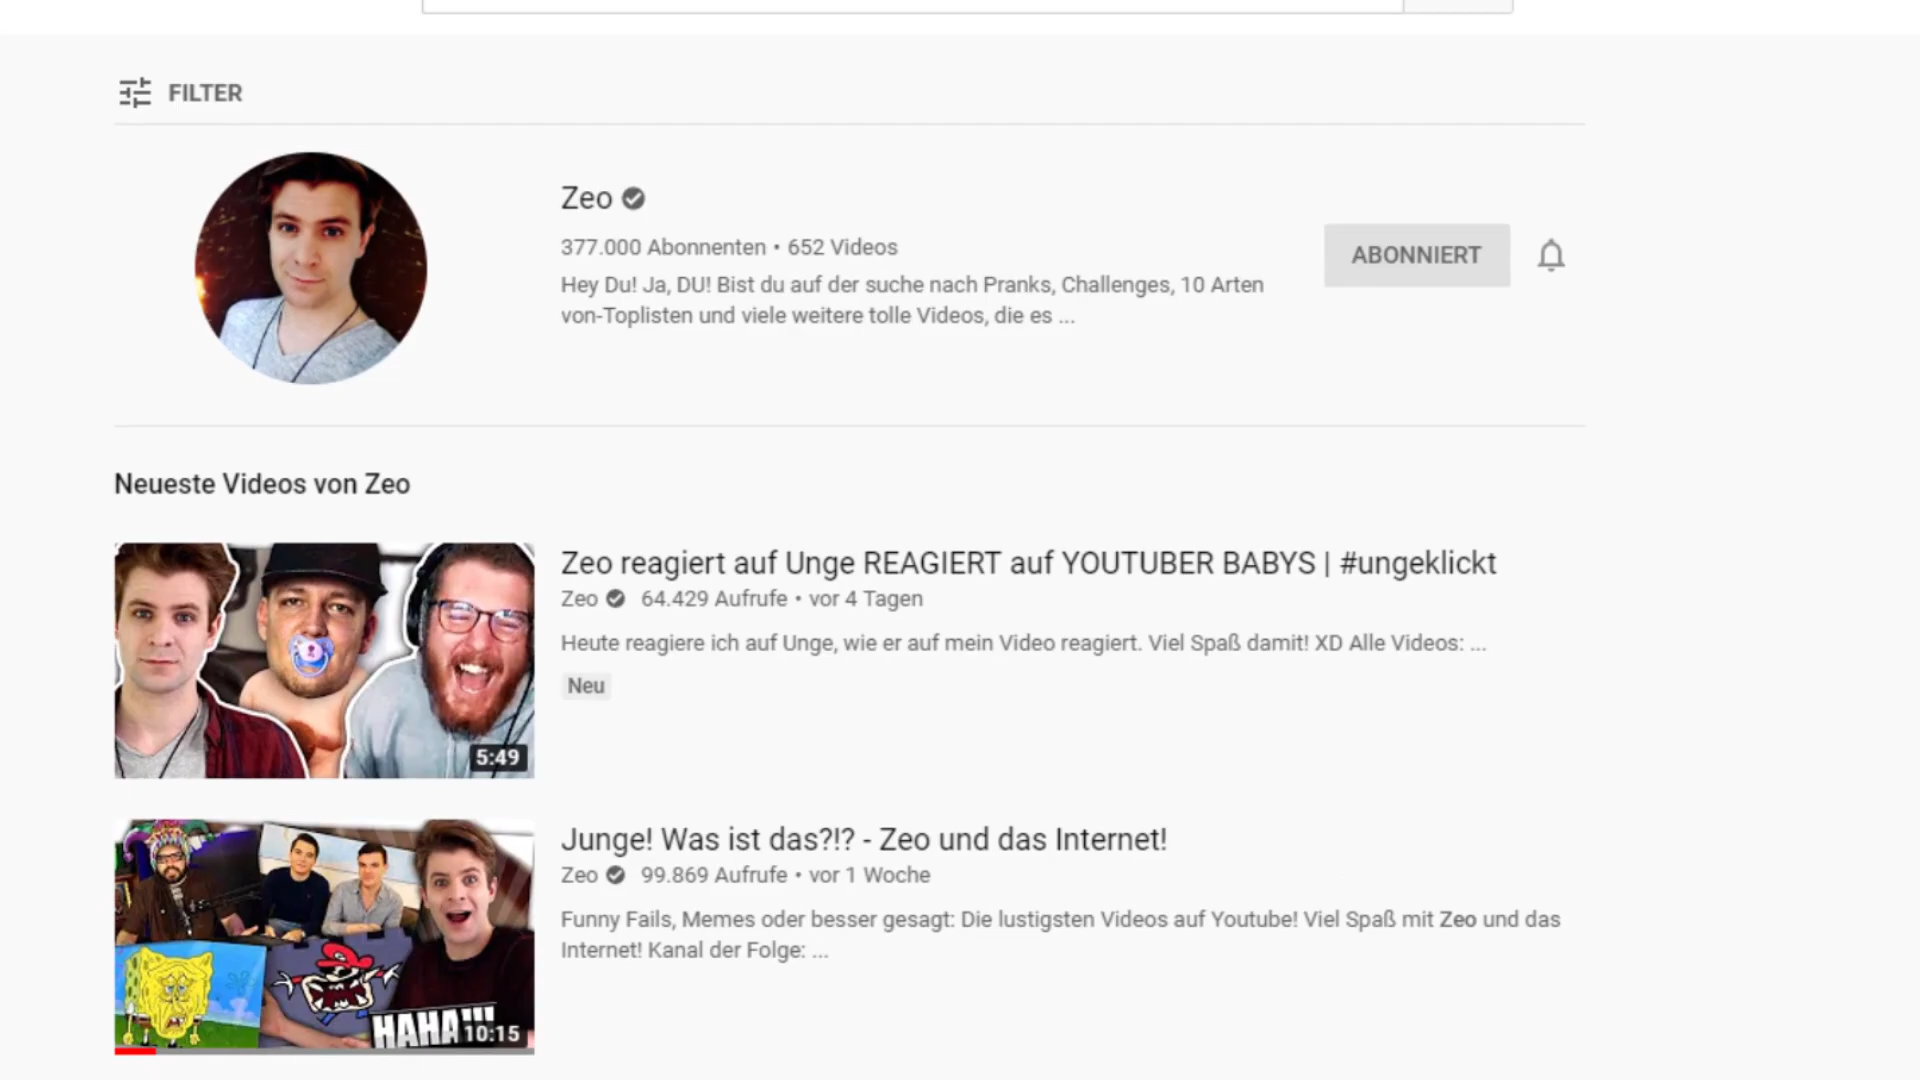 FILTER
Zeo
377.000 Abonnenten • 652 Videos
Hey Du! Ja, DU! Bist du auf der suche nach Pranks, Challenges, 10 Arten
von-Toplisten und viele weitere tolle Videos, die es ...
ABONNIERT
Neueste Videos von Zeo
5:49
Zeo reagiert auf Unge REAGIERT auf YOUTUBER BABYS | #ungeklickt
Zeo 64.429 Aufrufe • vor 4 Tagen
Heute reagiere ich auf Unge, wie er auf mein Video reagiert. Viel Spaß damit! XD Alle Videos: ...
Neu
HAHA!!!
10:15
Junge! Was ist das?!? - Zeo und das Internet!
Zeo 99.869 Aufrufe • vor 1 Woche
Funny Fails, Memes oder besser gesagt: Die lustigsten Videos auf Youtube! Viel Spaß mit Zeo und das
Internet! Kanal der Folge: ...